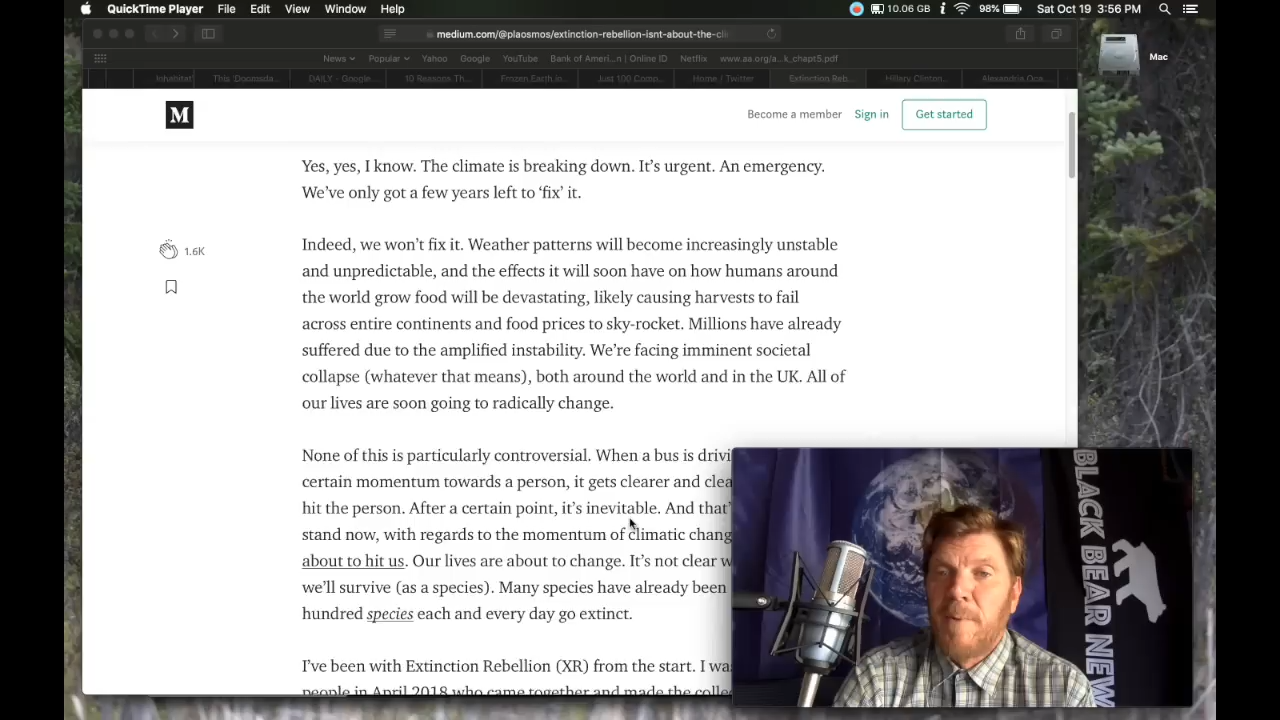 QuickTime Player File Edit View Window Help 10.06 GB 98% Sat Oct 19 3:56 PM
medium.com/@plaosmos/extinction-rebellion-isnt-about-the-cli
Mac
News Popular Yahoo Google YouTube Bank of Ameri...n | Online ID Netflix www.aa.org/a...k_chapt5.pdf
Inhabitat This 'Doomsda... DAILY - Google... 10 Reasons Th... Frozen Earth in... Just 100 Comp... Home / Twitter Extinction Reb... Hillary Clinton... Alexandria Oca...
M
Become a member Sign in Get started
Yes, yes, I know. The climate is breaking down. It’s urgent. An emergency.
We’ve only got a few years left to ‘fix’ it.
Indeed, we won’t fix it. Weather patterns will become increasingly unstable
1.6K
and unpredictable, and the effects it will soon have on how humans around
the world grow food will be devastating, likely causing harvests to fail
across entire continents and food prices to sky-rocket. Millions have already
suffered due to the amplified instability. We’re facing imminent societal
collapse (whatever that means), both around the world and in the UK. All of
our lives are soon going to radically change.
None of this is particularly controversial. When a bus is drivi
certain momentum towards a person, it gets clearer and clea
hit the person. After a certain point, it’s inevitable. And that’
stand now, with regards to the momentum of climatic chang
about to hit us. Our lives are about to change. It’s not clear w
we’ll survive (as a species). Many species have already been
hundred species each and every day go extinct.
I’ve been with Extinction Rebellion (XR) from the start. I wa
people in April 2018 who came together and made the colle
BLACK BEAR NEW